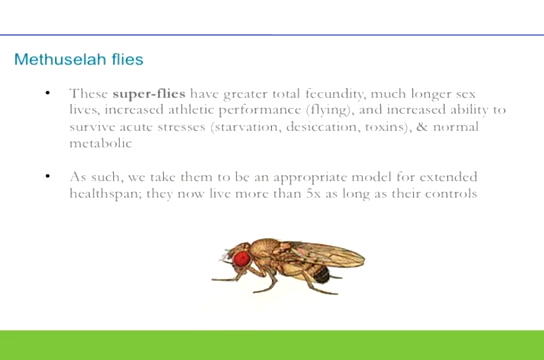 Methuselah flies
• These super-flies have greater total fecundity, much longer sex
lives, increased athletic performance (flying), and increased ability to
survive acute stresses (starvation, desiccation, toxins), & normal
metabolic
• As such, we take them to be an appropriate model for extended
healthspan; they now live more than 5x as long as their controls